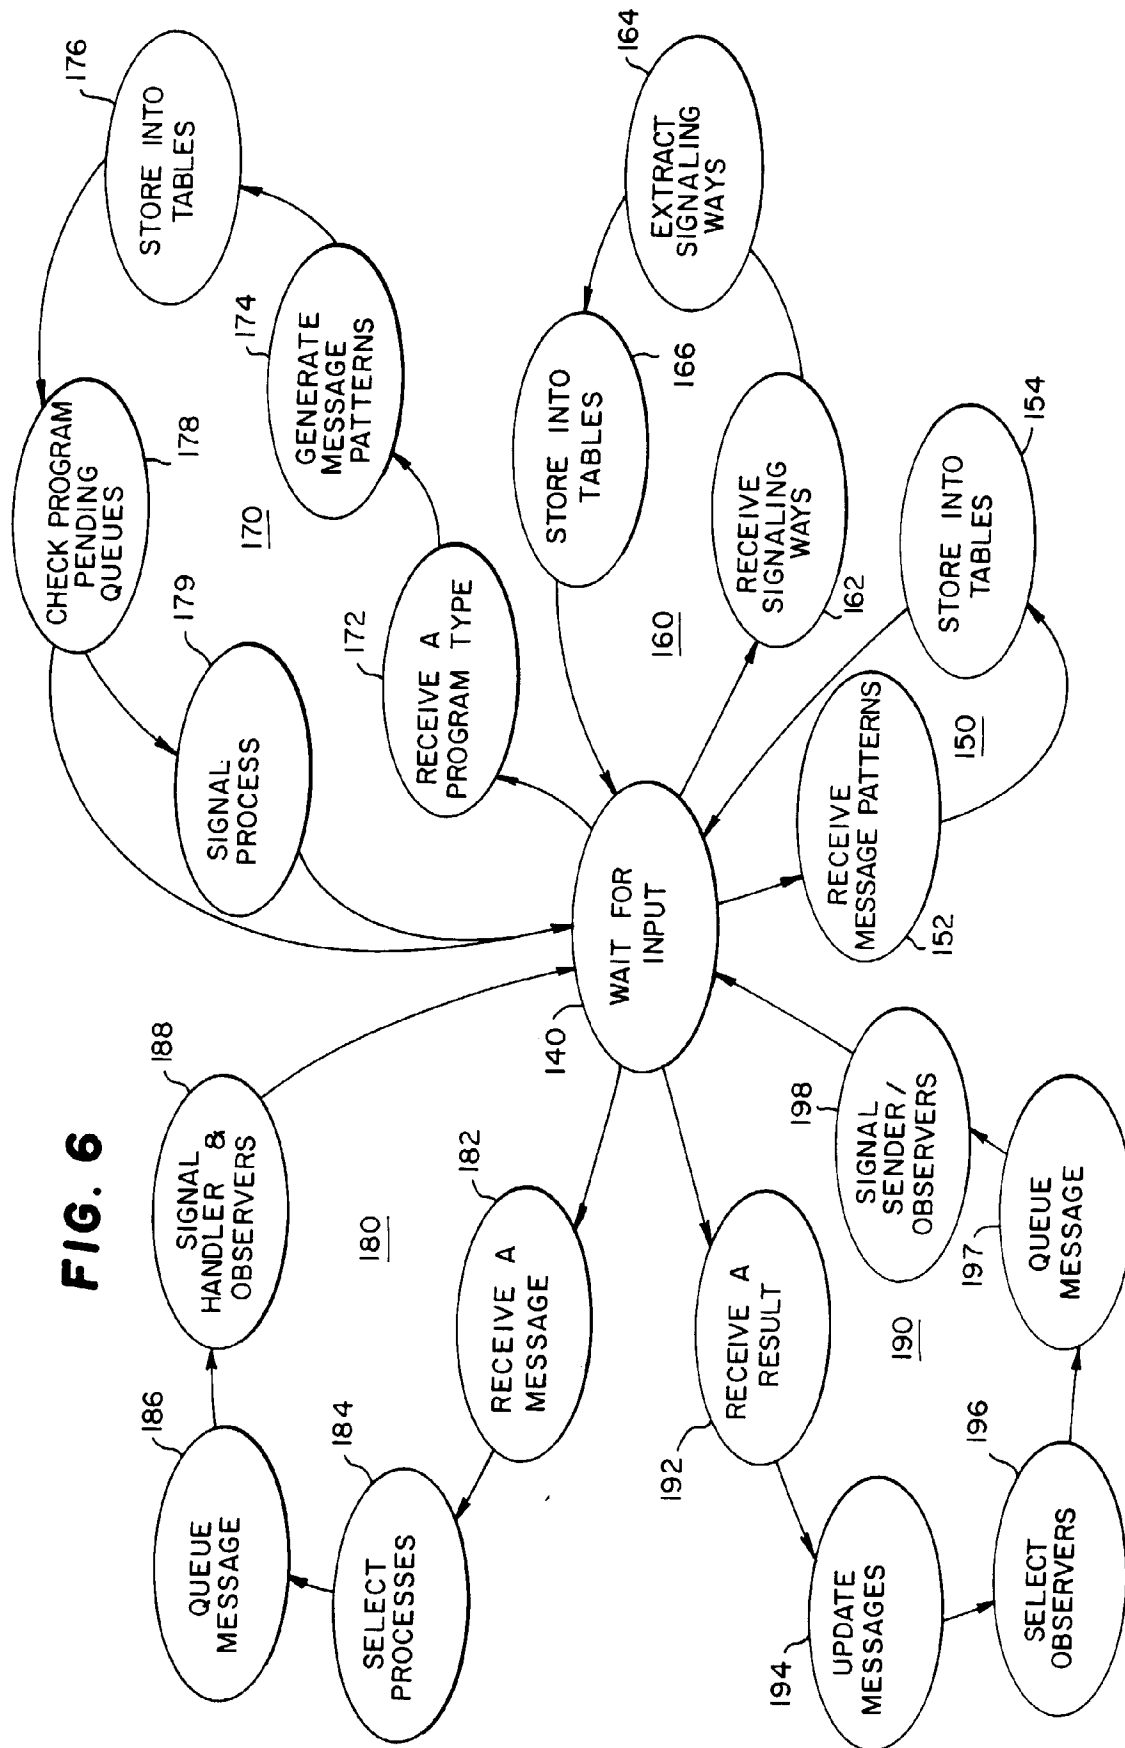 FIG. 6
QUEUE
MESSAGE
186
SIGNAL
HANDLER &
OBSERVERS
188
SELECT
PROCESSES
184
180
RECEIVE A
MESSAGE
182
WAIT FOR
INPUT
140
CHECK PROGRAM
PENDING
QUEUES
178
SIGNAL
PROCESS
179
170
STORE INTO
TABLES
176
GENERATE
MESSAGE
PATTERNS
174
RECEIVE A
PROGRAM TYPE
172
STORE INTO
TABLES
166
EXTRACT
SIGNALING
WAYS
164
160
RECEIVE
SIGNALING
WAYS
162
RECEIVE
MESSAGE PATTERNS
152
150
STORE INTO
TABLES
154
RECEIVE A
RESULT
192
190
UPDATE
MESSAGES
194
SELECT
OBSERVERS
196
QUEUE
MESSAGE
197
SIGNAL
SENDER/
OBSERVERS
198